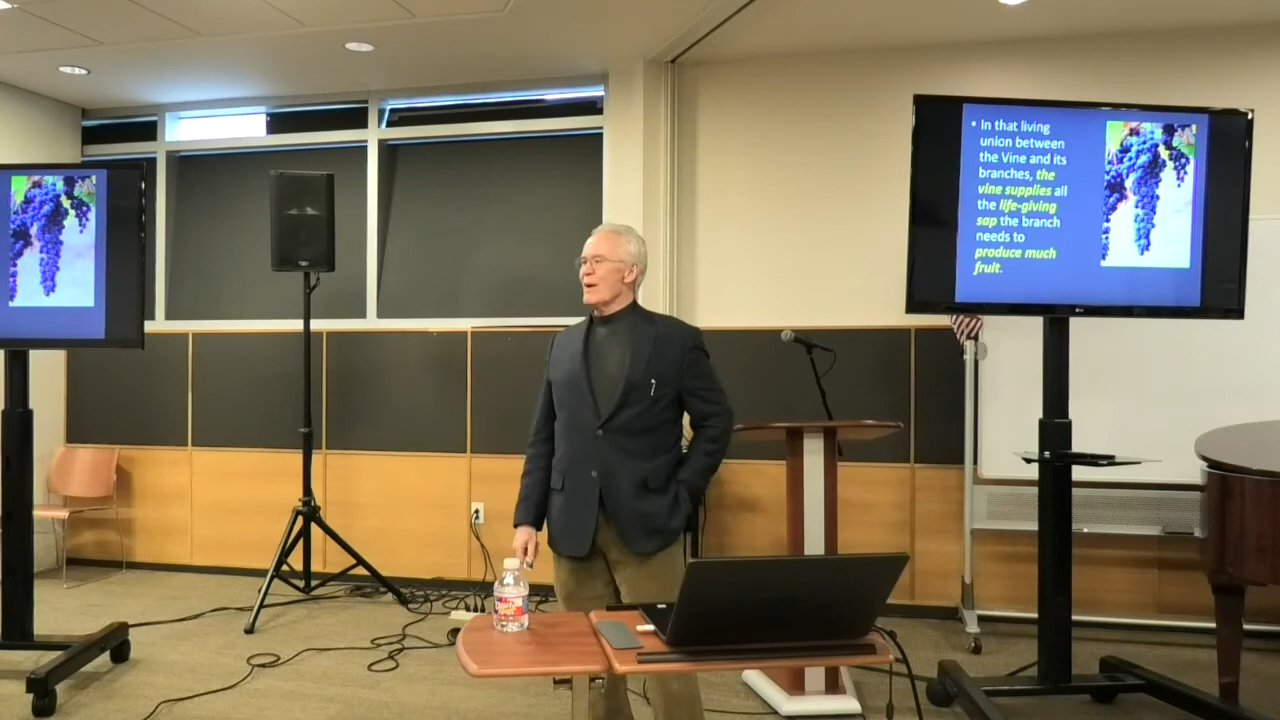 • In that living
union between
the Vine and its
branches, the
vine supplies all
the life-giving
sap the branch
needs to
produce much
fruit.
LG